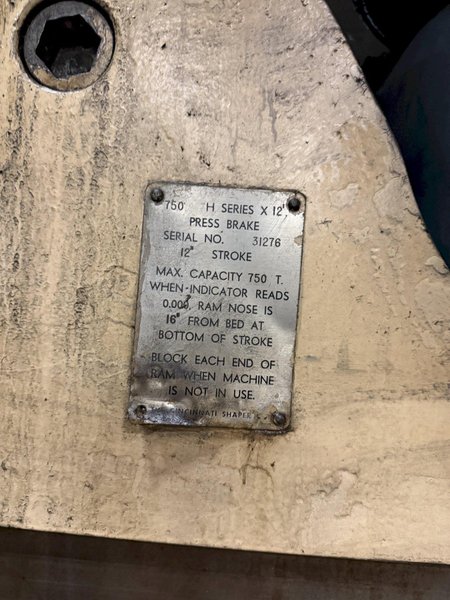 750 H SERIES X 12'
PRESS BRAKE
SERIAL NO. 31276
12" STROKE
MAX. CAPACITY 750 T.
WHEN-INDICATOR READS
0.000" RAM NOSE IS
16" FROM BED AT
BOTTOM OF STROKE
BLOCK EACH END OF
RAM WHEN MACHINE
IS NOT IN USE.
CINCINNATI SHAPER